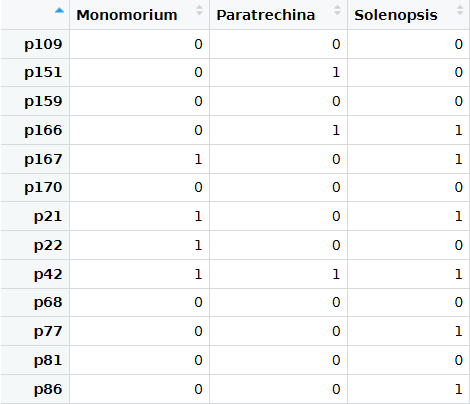 Monomorium Paratrechina Solenopsis
p109 0 0 0
p151 0 1 0
p159 0 0 0
p166 0 1 1
p167 1 0 1
p170 0 0 0
p21 1 0 1
p22 1 0 0
p42 1 1 1
p68 0 0 0
p77 0 0 1
p81 0 0 0
p86 0 0 1